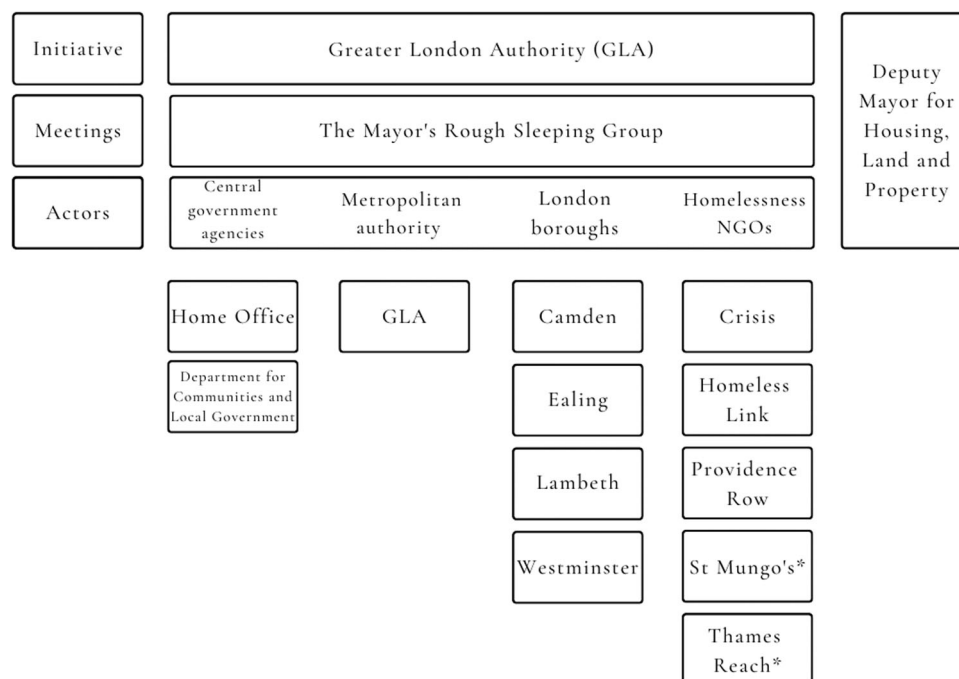 Initiative
Greater London Authority (GLA)
Deputy
Mayor for
Housing,
Land and
Property
Meetings
The Mayor's Rough Sleeping Group
Actors
Central
government
agencies
Metropolitan
authority
London
boroughs
Homelessness
NGOs
Home Office
GLA
Camden
Crisis
Department for
Communities and
Local Government
Ealing
Homeless
Link
Lambeth
Providence
Row
Westminster
St Mungo's*
Thames
Reach*